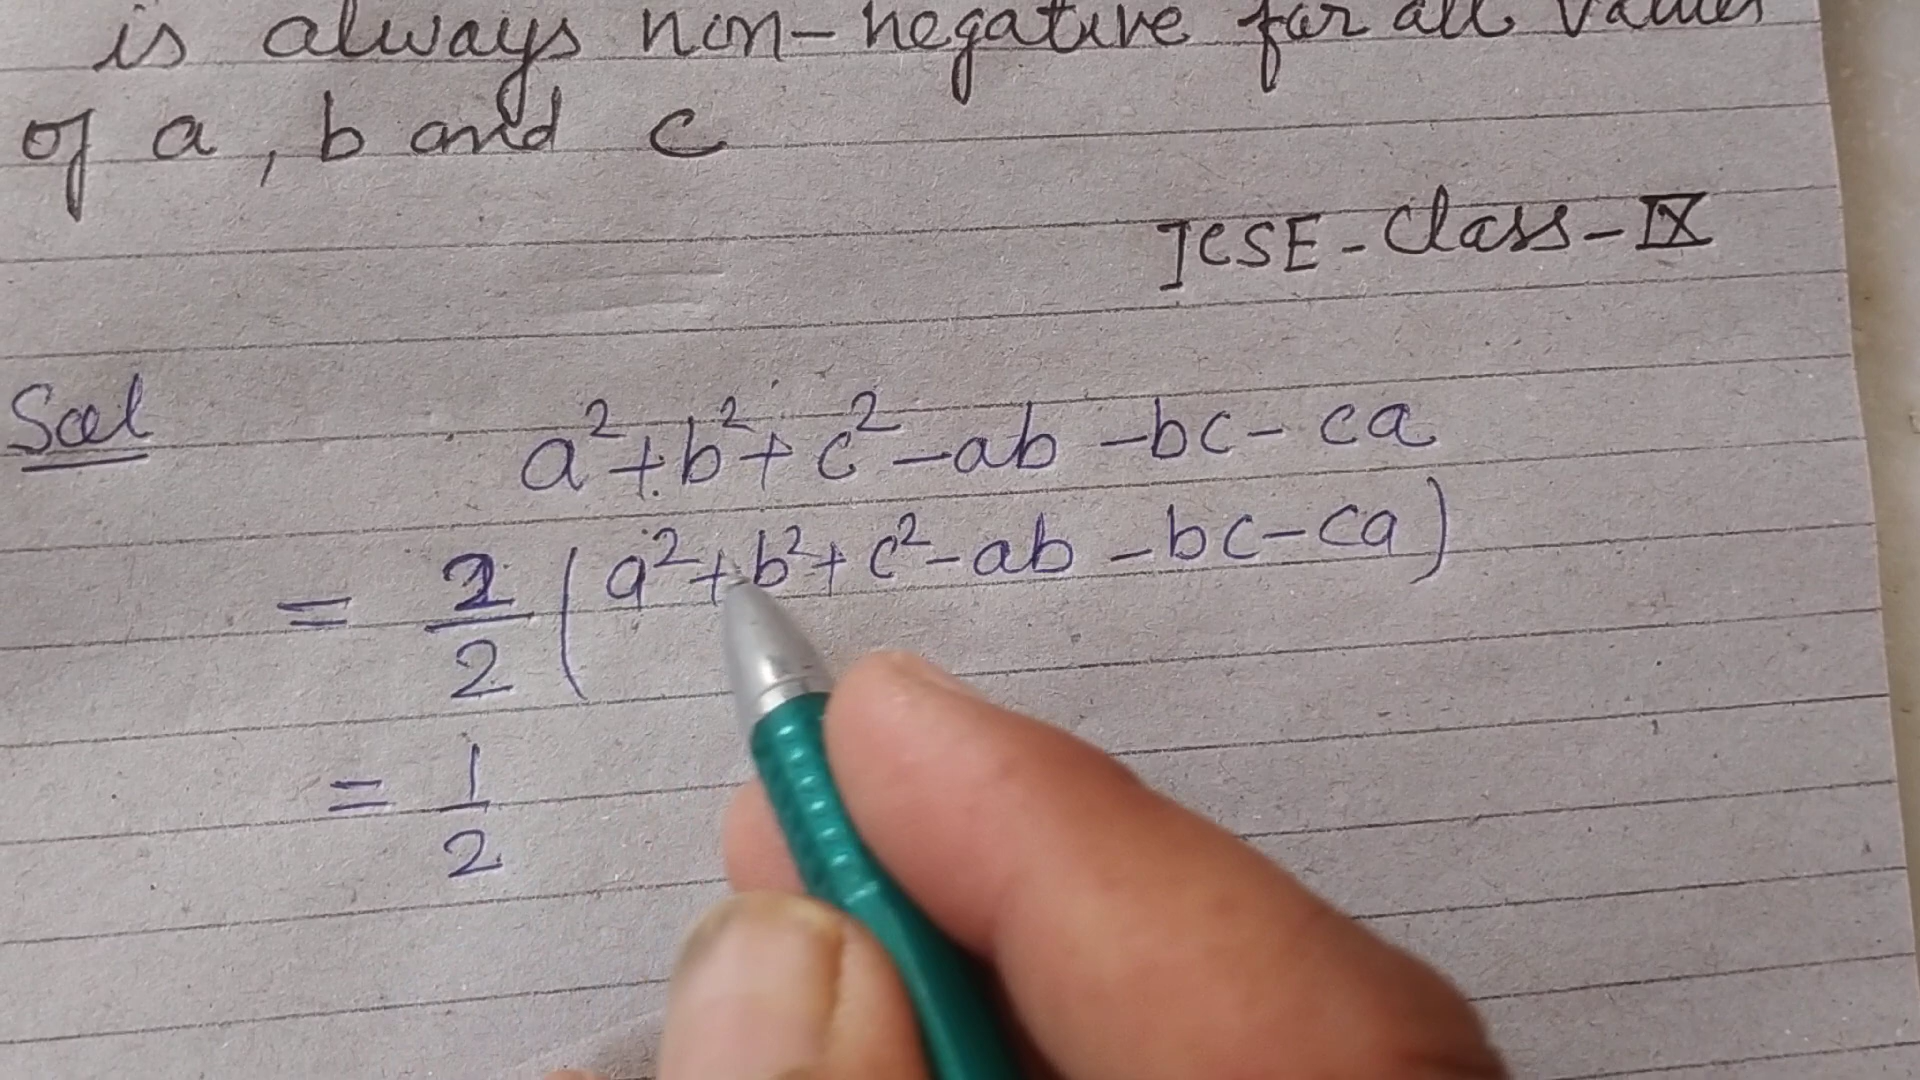 is always non-negative for all values
of a, b and c
ICSE - Class - IX
Sol
a² + b² + c² - ab - bc - ca
= 2/2 (a² + b² + c² - ab - bc - ca)
= 1/2